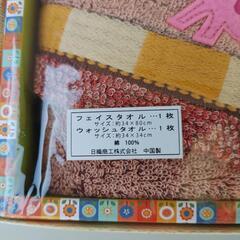 フェイスタオル…1枚
サイズ:約34×80cm
ウォッシュタオル…1枚
サイズ:約34×34cm
綿 100%
日繊商工株式会社 中国製